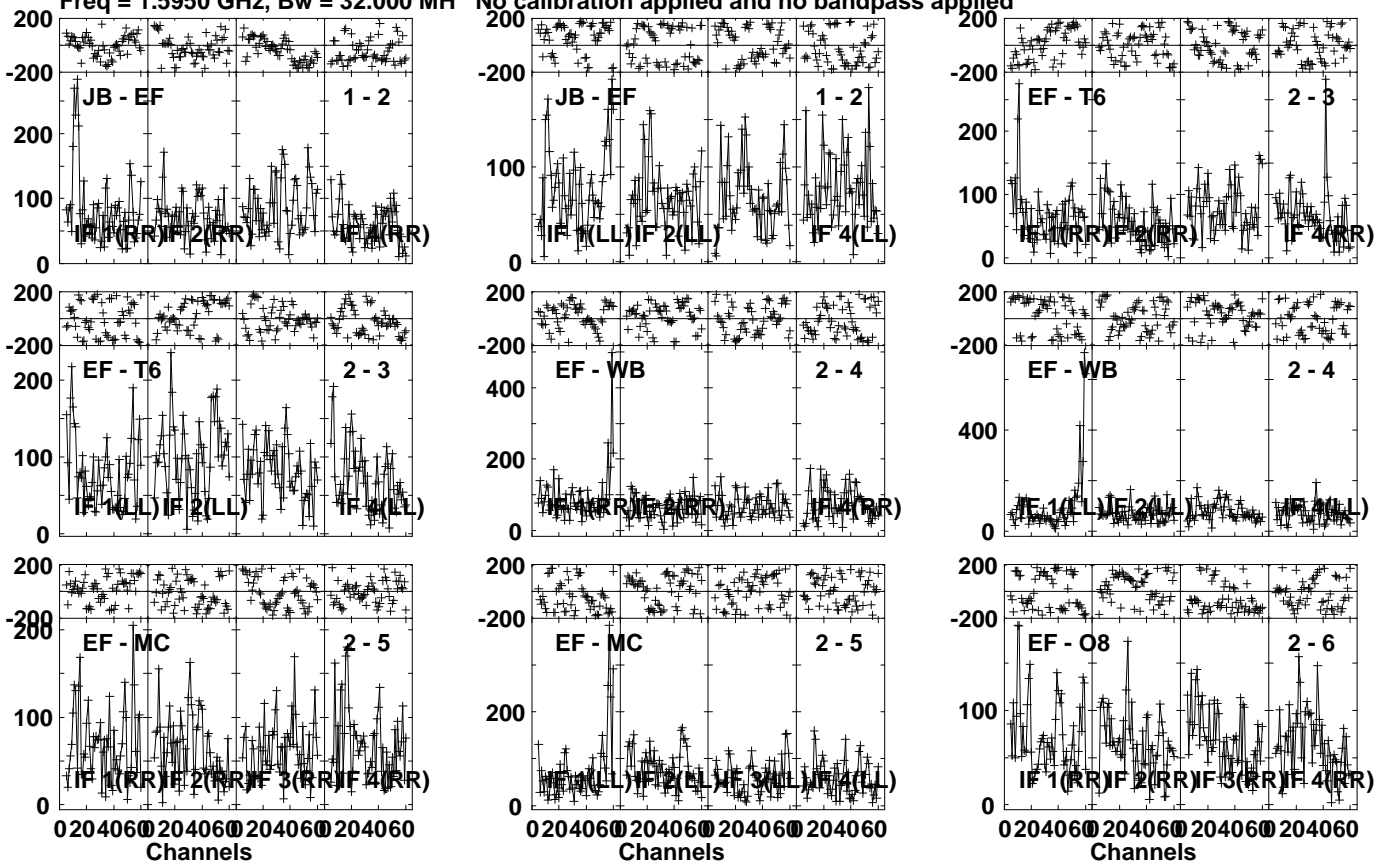 Freq = 1.5950 GHz, Bw = 32.000 MH No calibration applied and no bandpass applied
200 200 200
-200 -200 -200
JB - EF 1 - 2 JB - EF 1 - 2 EF - T6 2 - 3
200 200 200
100 100 100
IF 1(RR) IF 2(RR) IF 4(RR) IF 1(LL) IF 2(LL) IF 4(LL) IF 1(RR) IF 2(RR) IF 4(RR)
0 0 0
200 200 200
-200 -200 -200
EF - T6 2 - 3 EF - WB 2 - 4 EF - WB 2 - 4
200 400 400
100 200
IF 1(LL) IF 2(LL) IF 4(LL) IF 1(RR) IF 2(RR) IF 4(RR) IF 1(LL) IF 2(LL) IF 4(LL)
0 0 0
200 200 200
-200 -200 -200
200
EF - MC 2 - 5 EF - MC 2 - 5 EF - O8 2 - 6
100 200 100
IF 1(RR) IF 2(RR) IF 3(RR) IF 4(RR) IF 1(LL) IF 2(LL) IF 3(LL) IF 4(LL) IF 1(RR) IF 2(RR) IF 3(RR) IF 4(RR)
0 0 0
0 20 40 60 0 20 40 60 0 20 40 60 0 20 40 60 0 20 40 60 0 20 40 60 0 20 40 60 0 20 40 60 0 20 40 60 0 20 40 60 0 20 40 60 0 20 40 60
Channels Channels Channels